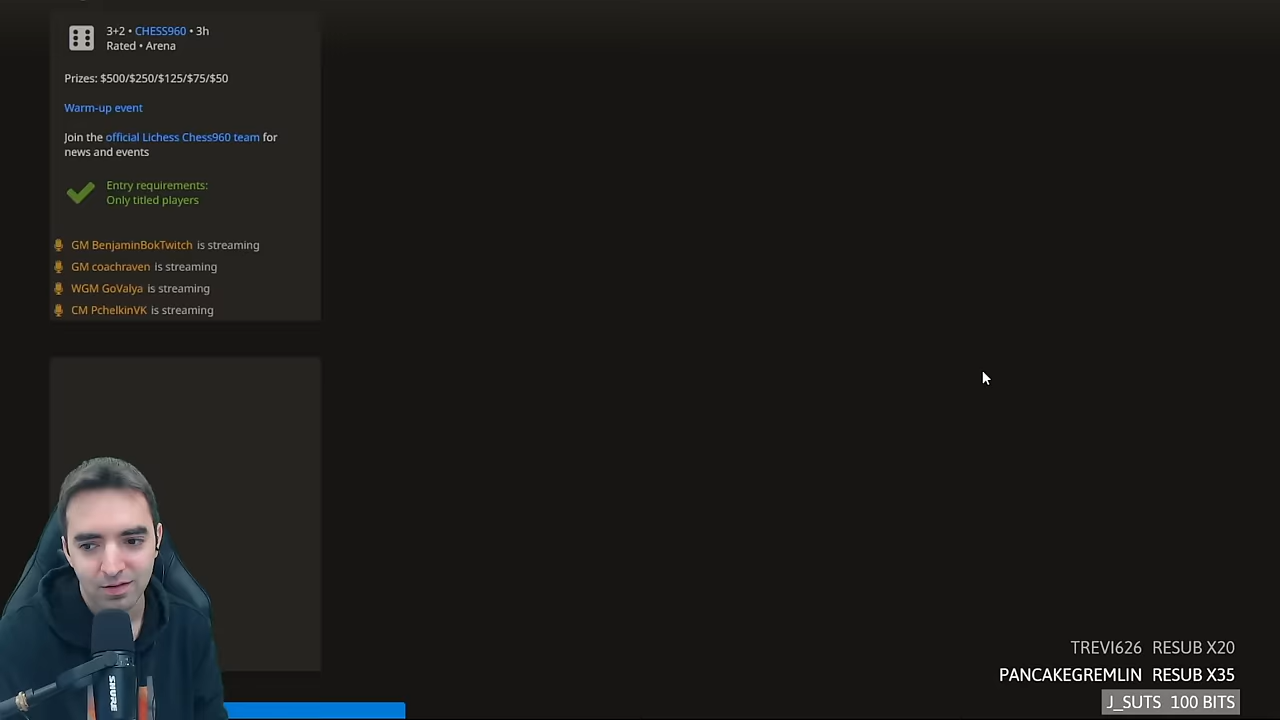 3+2 • CHESS960 • 3h
Rated • Arena
Prizes: $500/$250/$125/$75/$50
Warm-up event
Join the official Lichess Chess960 team for
news and events
Entry requirements:
Only titled players
GM BenjaminBokTwitch is streaming
GM coachraven is streaming
WGM GoValya is streaming
CM PchelkinVK is streaming
SHURE
TREVI626 RESUB X20
PANCAKEGREMLIN RESUB X35
J_SUTS 100 BITS